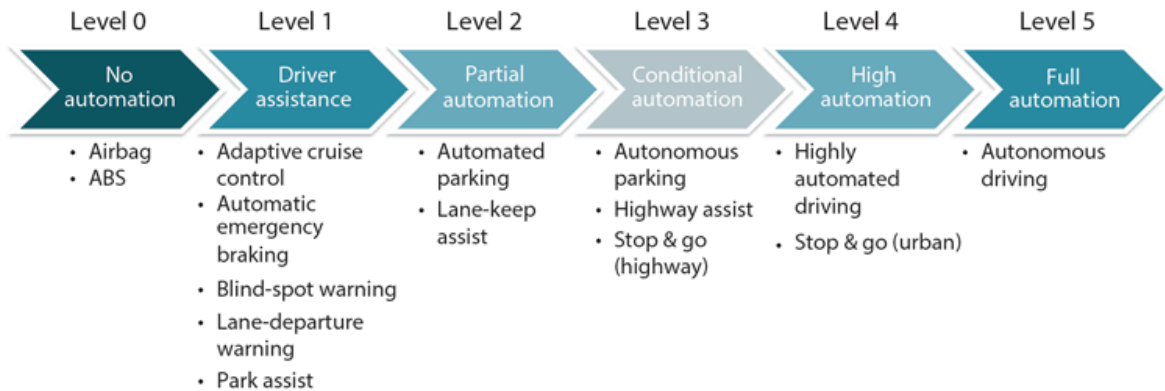 Level 0
Level 1
Level 2
Level 3
Level 4
Level 5
No
automation
Driver
assistance
Partial
automation
Conditional
automation
High
automation
Full
automation
• Airbag
• ABS
• Adaptive cruise
control
• Automatic
emergency
braking
• Blind-spot warning
• Lane-departure
warning
• Park assist
• Automated
parking
• Lane-keep
assist
• Autonomous
parking
• Highway assist
• Stop & go
(highway)
• Highly
automated
driving
• Stop & go (urban)
• Autonomous
driving